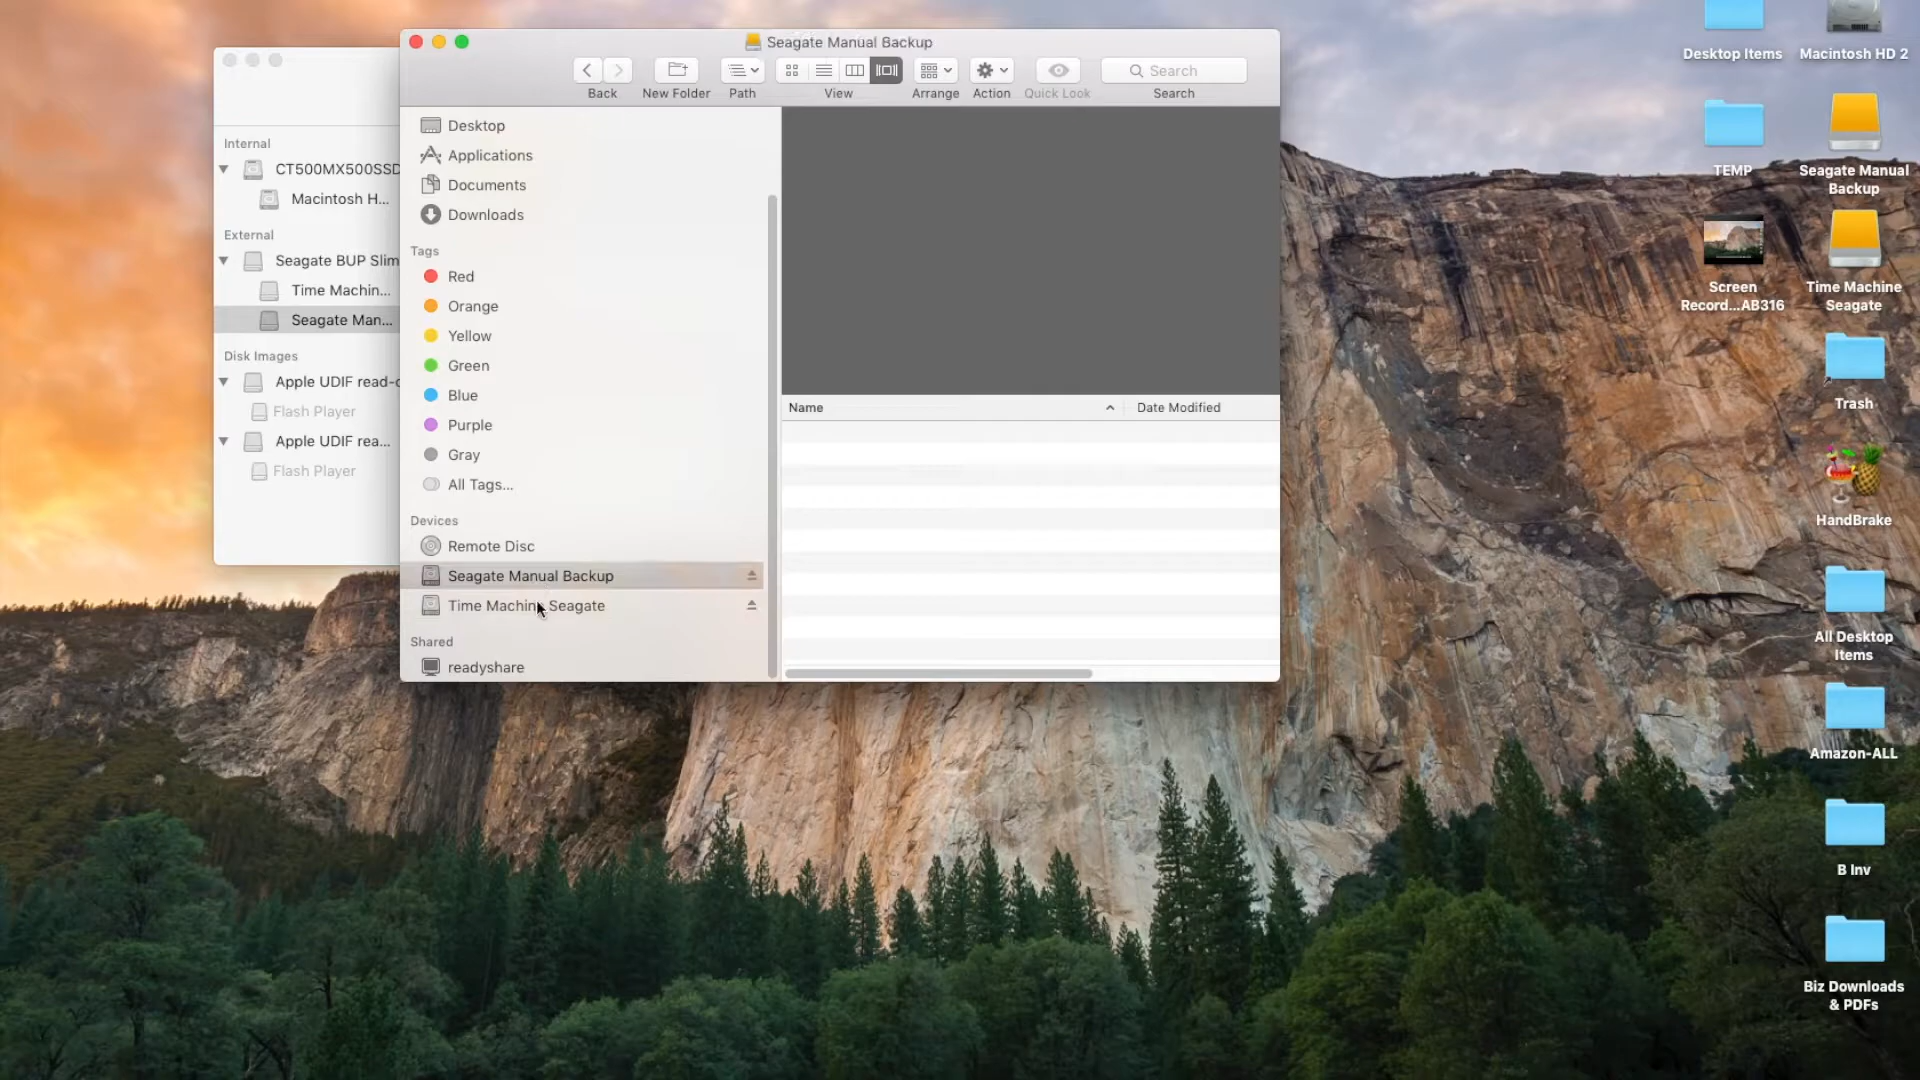 Seagate Manual Backup
Back
New Folder
Path
View
Arrange
Action
Quick Look
Search
Search
Internal
CT500MX500SSD
Macintosh H...
External
Seagate BUP Slim
Time Machin...
Seagate Man...
Disk Images
Apple UDIF read-c
Flash Player
Apple UDIF rea...
Flash Player
Desktop
Applications
Documents
Downloads
Tags
Red
Orange
Yellow
Green
Blue
Purple
Gray
All Tags...
Devices
Remote Disc
Seagate Manual Backup
Time Machine Seagate
Shared
readyshare
Name
Date Modified
Desktop Items
Macintosh HD 2
TEMP
Seagate Manual
Backup
Screen
Record...AB316
Time Machine
Seagate
Trash
HandBrake
All Desktop
Items
Amazon-ALL
B Inv
Biz Downloads
& PDFs